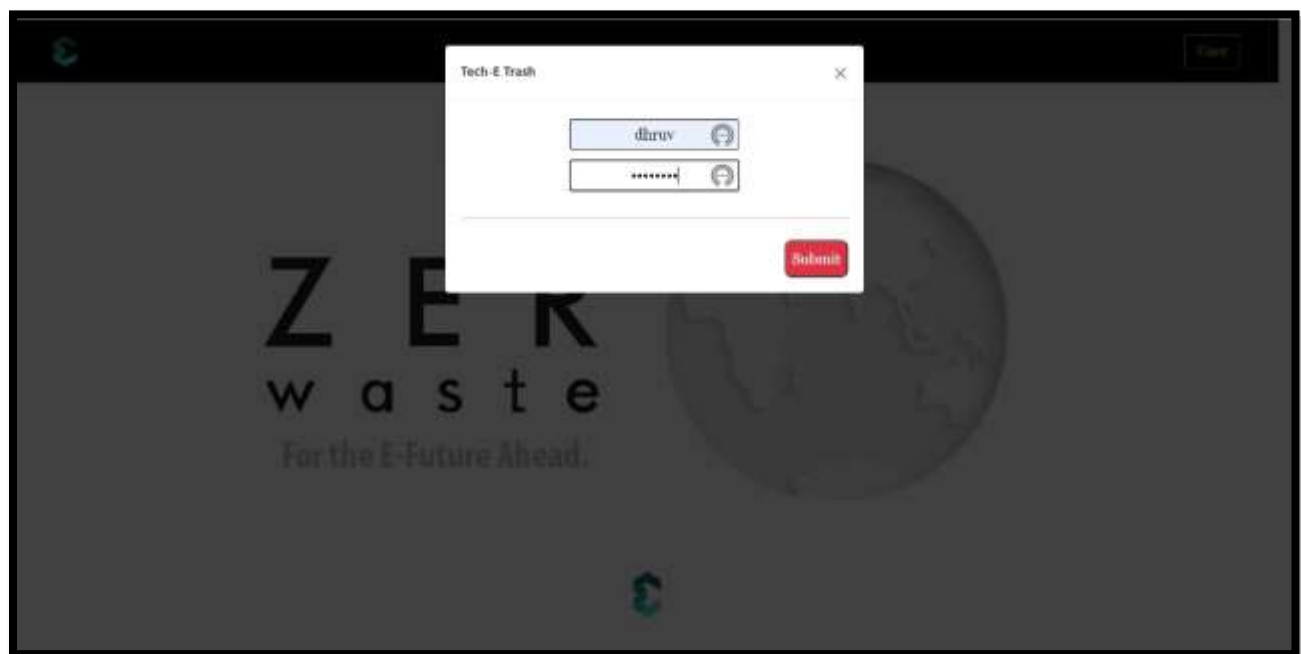 Tech-E Trash
dhruv
••••••••
Submit
Z E R
w a s t e
For the E-Future Ahead.